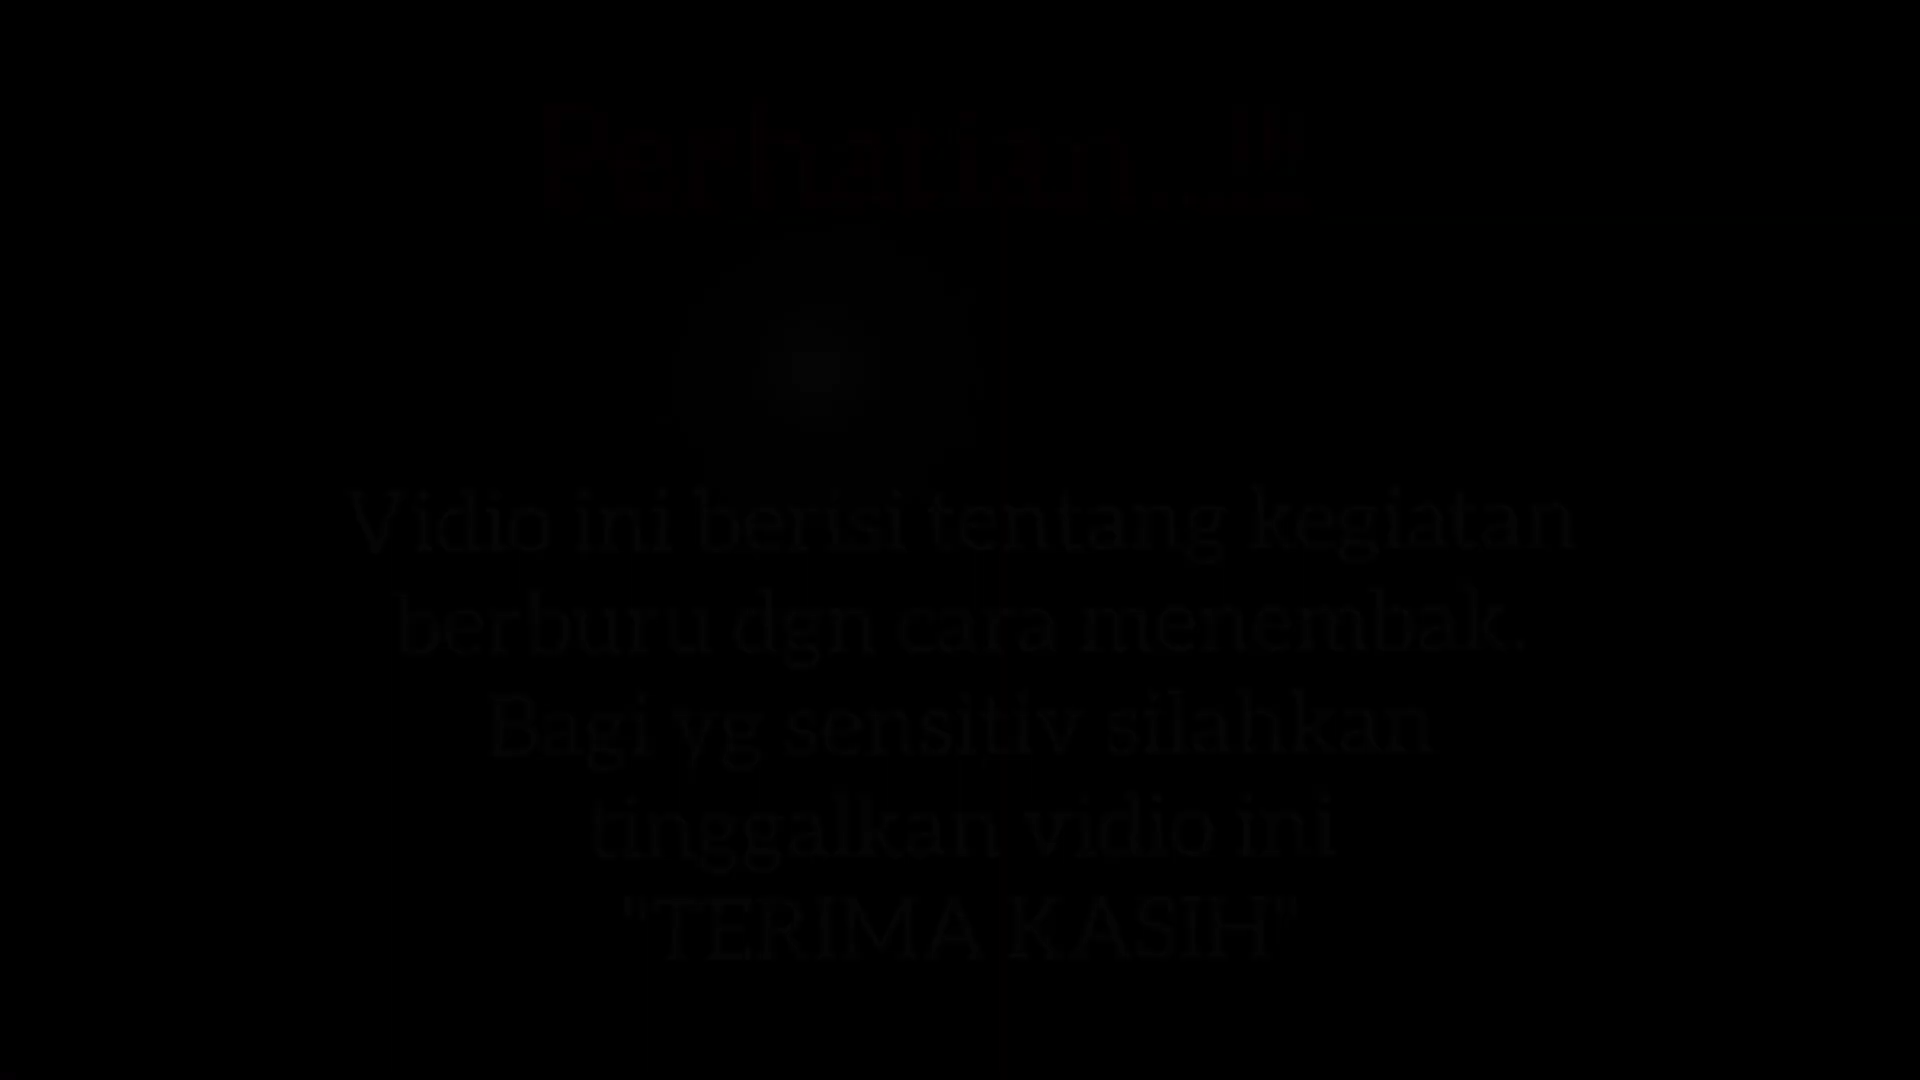 Perhatian...!!
Vidio ini berisi tentang kegiatan
berburu dgn cara menembak.
Bagi yg sensitiv silahkan
tinggalkan vidio ini
"TERIMA KASIH"